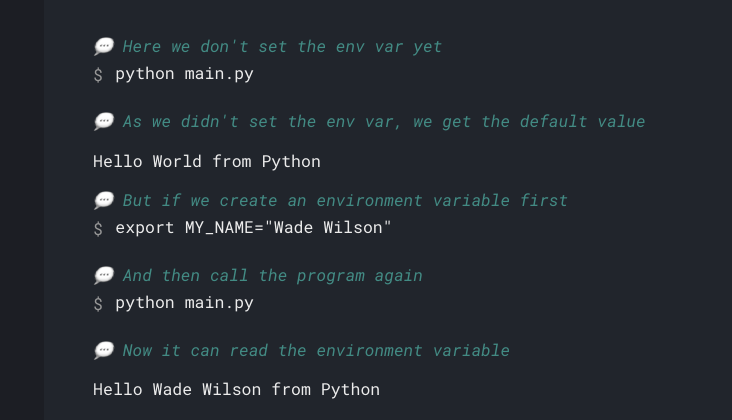 💬 Here we don't set the env var yet
$ python main.py
💬 As we didn't set the env var, we get the default value
Hello World from Python
💬 But if we create an environment variable first
$ export MY_NAME="Wade Wilson"
💬 And then call the program again
$ python main.py
💬 Now it can read the environment variable
Hello Wade Wilson from Python